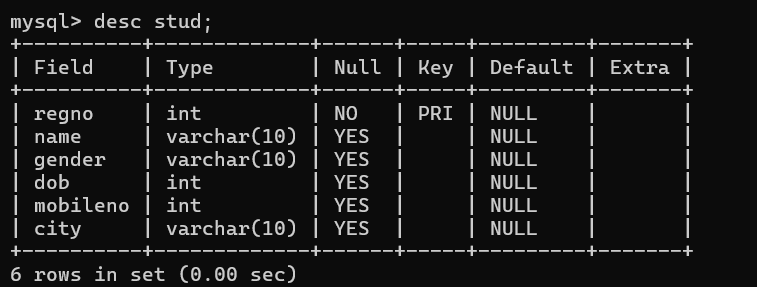 mysql> desc stud;
+----------+-------------+------+-----+---------+-------+
| Field    | Type        | Null | Key | Default | Extra |
+----------+-------------+------+-----+---------+-------+
| regno    | int         | NO   | PRI | NULL    |       |
| name     | varchar(10) | YES  |     | NULL    |       |
| gender   | varchar(10) | YES  |     | NULL    |       |
| dob      | int         | YES  |     | NULL    |       |
| mobileno | int         | YES  |     | NULL    |       |
| city     | varchar(10) | YES  |     | NULL    |       |
+----------+-------------+------+-----+---------+-------+
6 rows in set (0.00 sec)